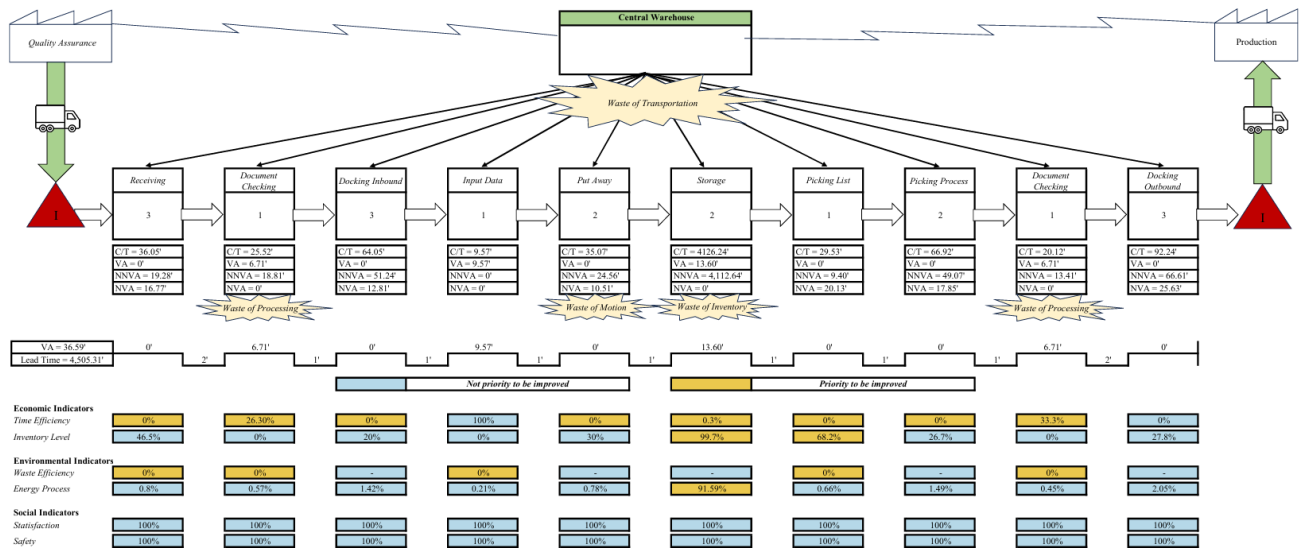 Central Warehouse
Quality Assurance
Production
Waste of Transportation
Receiving
Document Checking
Docking Inbound
Input Data
Put Away
Storage
Picking List
Picking Process
Document Checking
Docking Outbound
I 3 1 3 1 2 2 1 2 1 3 I
C/T = 36.05' C/T = 25.52' C/T = 64.05' C/T = 9.57' C/T = 35.07' C/T = 4126.24' C/T = 29.53' C/T = 66.92' C/T = 20.12' C/T = 92.24'
VA = 0' VA = 6.71' VA = 0' VA = 9.57' VA = 0' VA = 13.60' VA = 0' VA = 0' VA = 6.71' VA = 0'
NNVA = 19.28' NNVA = 18.81' NNVA = 51.24' NNVA = 0' NNVA = 24.56' NNVA = 4,112.64' NNVA = 9.40' NNVA = 49.07' NNVA = 13.41' NNVA = 66.61'
NVA = 16.77' NVA = 0' NVA = 12.81' NVA = 0' NVA = 10.51' NVA = 0' NVA = 20.13' NVA = 17.85' NVA = 0' NVA = 25.63'
Waste of Processing Waste of Motion Waste of Inventory Waste of Processing
VA = 36.59' 0' 6.71' 0' 9.57' 0' 13.60' 0' 0' 6.71' 0'
Lead Time = 4,505.31' 2' 1' 1' 1' 1' 1' 1' 1' 2'
Not priority to be improved Priority to be improved
Economic Indicators
Time Efficiency 0% 26.30% 0% 100% 0% 0.3% 0% 0% 33.3% 0%
Inventory Level 46.5% 0% 20% 0% 30% 99.7% 68.2% 26.7% 0% 27.8%
Environmental Indicators
Waste Efficiency 0% 0% - 0% - - 0% - 0% -
Energy Process 0.8% 0.57% 1.42% 0.21% 0.78% 91.59% 0.66% 1.49% 0.45% 2.05%
Social Indicators
Statisfaction 100% 100% 100% 100% 100% 100% 100% 100% 100% 100%
Safety 100% 100% 100% 100% 100% 100% 100% 100% 100% 100%